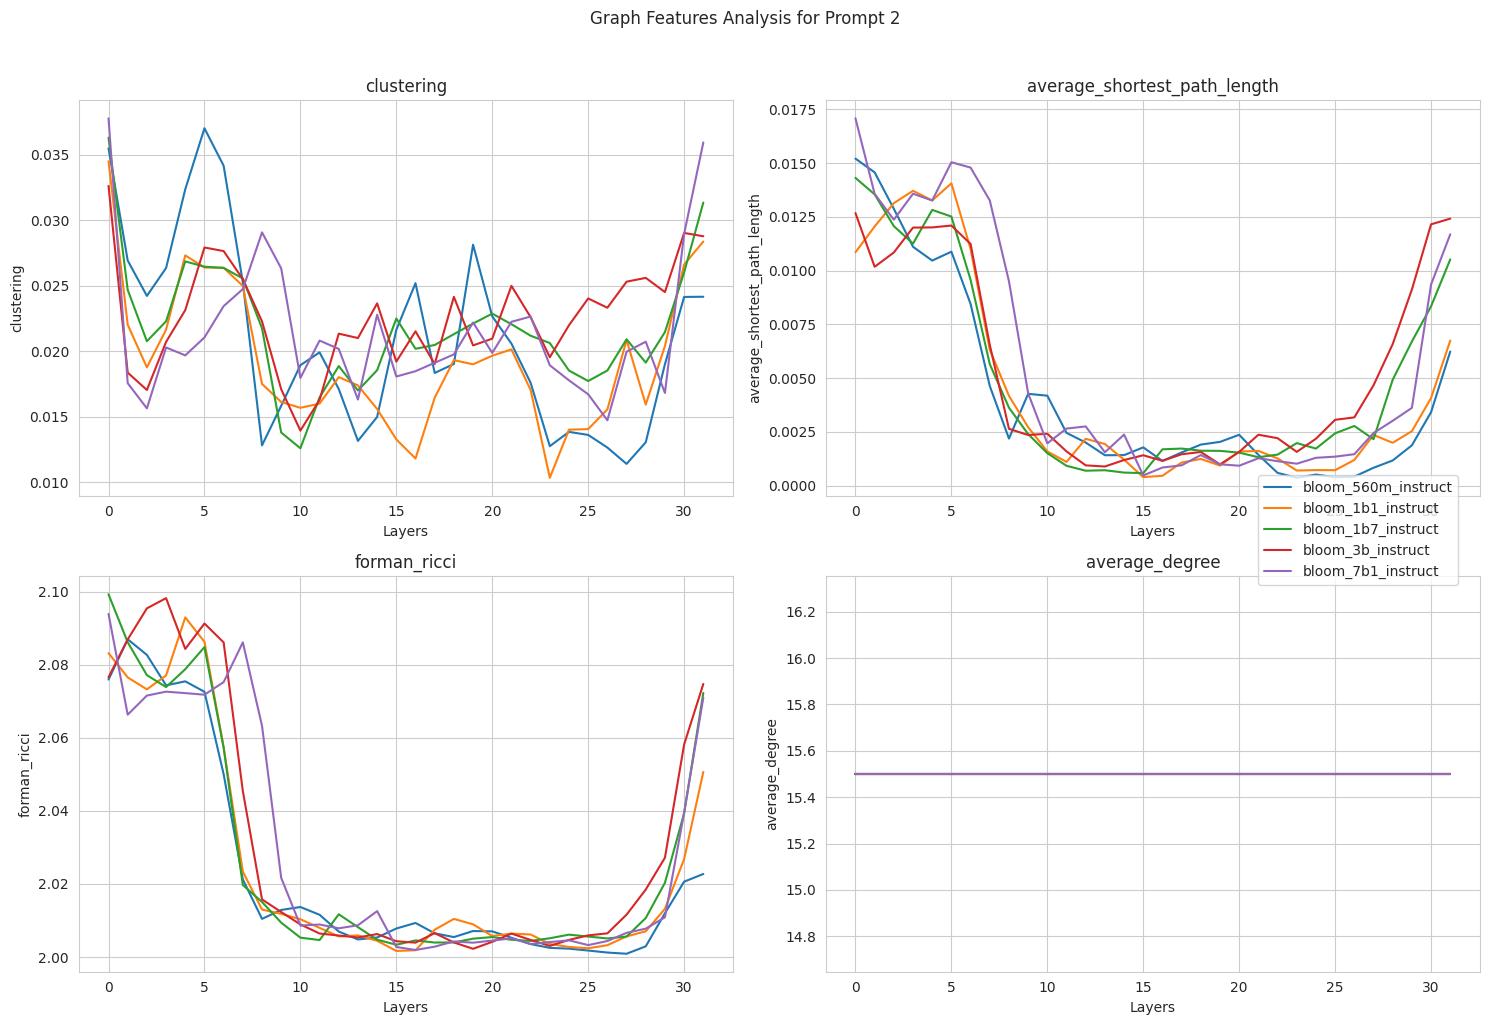 Graph Features Analysis for Prompt 2
clustering
clustering
0.035
0.030
0.025
0.020
0.015
0.010
0 5 10 15 20 25 30
Layers
average_shortest_path_length
average_shortest_path_length
0.0175
0.0150
0.0125
0.0100
0.0075
0.0050
0.0025
0.0000
0 5 10 15 20 25 30
Layers
bloom_560m_instruct
bloom_1b1_instruct
bloom_1b7_instruct
bloom_3b_instruct
bloom_7b1_instruct
forman_ricci
forman_ricci
2.10
2.08
2.06
2.04
2.02
2.00
0 5 10 15 20 25 30
Layers
average_degree
average_degree
16.2
16.0
15.8
15.6
15.4
15.2
15.0
14.8
0 5 10 15 20 25 30
Layers